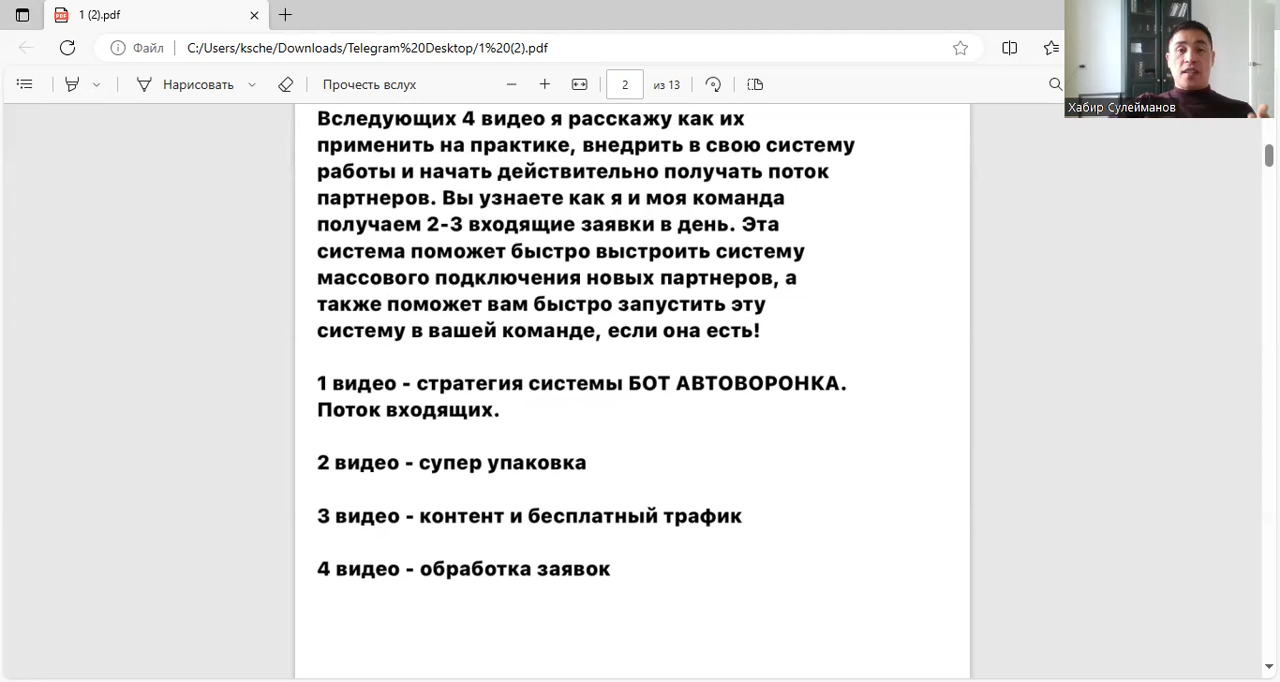 1 (2).pdf
Файл
C:/Users/ksche/Downloads/Telegram%20Desktop/1%20(2).pdf
Нарисовать
Прочесть вслух
2
из 13
Хабир Сулейманов
Вследующих 4 видео я расскажу как их
применить на практике, внедрить в свою систему
работы и начать действительно получать поток
партнеров. Вы узнаете как я и моя команда
получаем 2-3 входящие заявки в день. Эта
система поможет быстро выстроить систему
массового подключения новых партнеров, а
также поможет вам быстро запустить эту
систему в вашей команде, если она есть!
1 видео - стратегия системы БОТ АВТОВОРОНКА.
Поток входящих.
2 видео - супер упаковка
3 видео - контент и бесплатный трафик
4 видео - обработка заявок